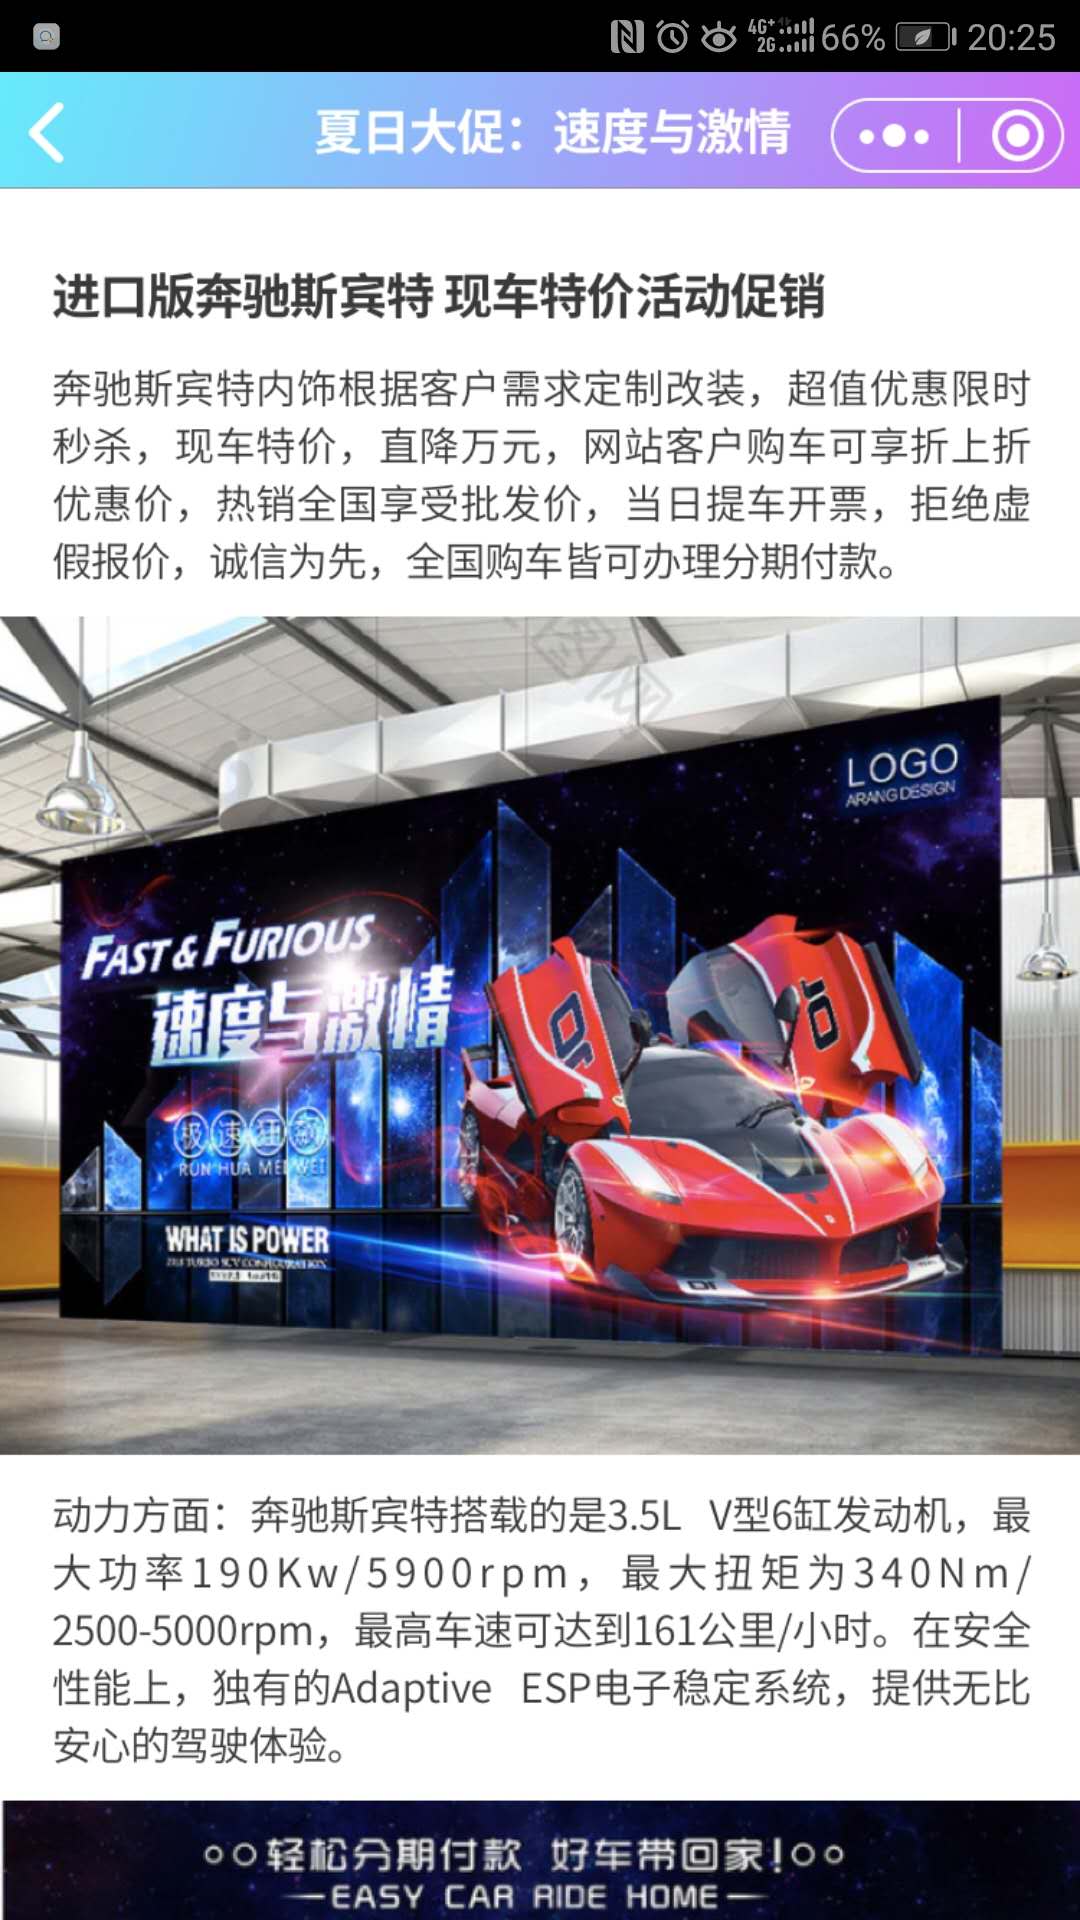 4G+
2G
66%
20:25
夏日大促：速度与激情
进口版奔驰斯宾特 现车特价活动促销
奔驰斯宾特内饰根据客户需求定制改装，超值优惠限时
秒杀，现车特价，直降万元，网站客户购车可享折上折
优惠价，热销全国享受批发价，当日提车开票，拒绝虚
假报价，诚信为先，全国购车皆可办理分期付款。
图网
LOGO
ARANG DESIGN
FAST & FURIOUS
速度与激情
极速狂飙
RUN HUA MEI WEI
WHAT IS POWER
动力方面：奔驰斯宾特搭载的是3.5L V型6缸发动机，最
大功率190Kw/5900rpm，最大扭矩为340Nm/
2500-5000rpm，最高车速可达到161公里/小时。在安全
性能上，独有的Adaptive ESP电子稳定系统，提供无比
安心的驾驶体验。
轻松分期付款 好车带回家!
EASY CAR RIDE HOME